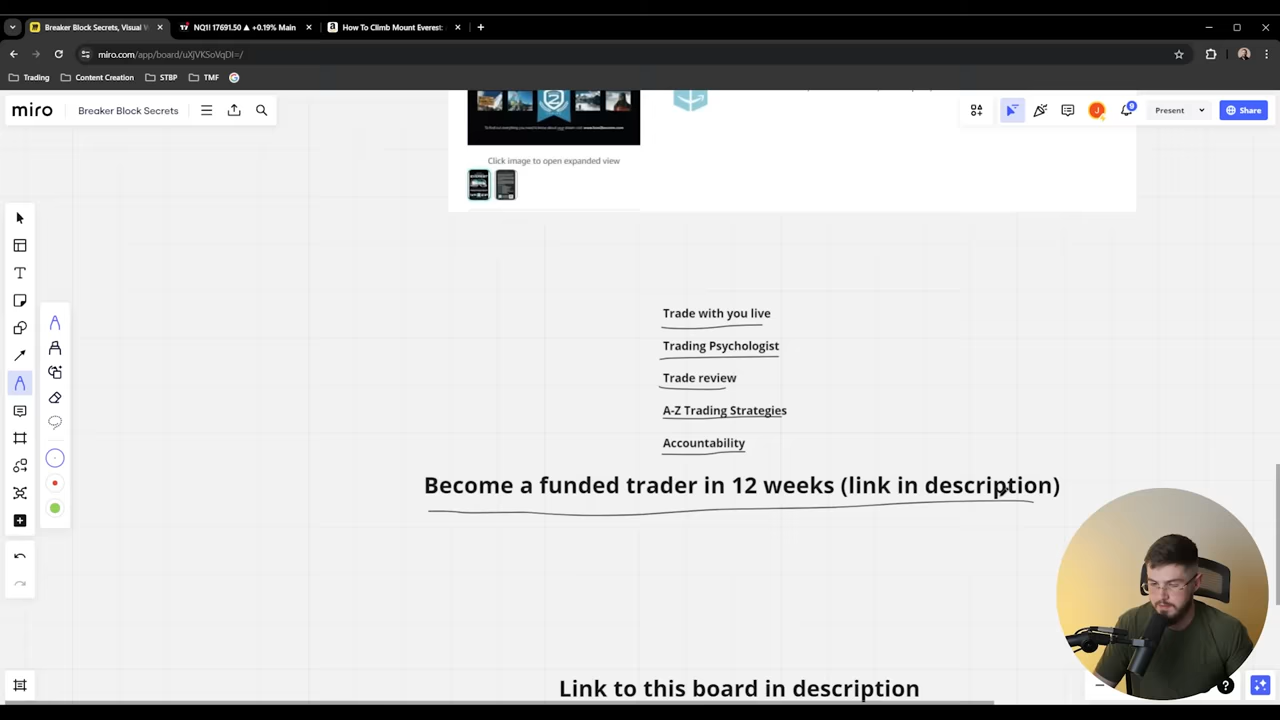 Breaker Block Secrets, Visual
NQ1! 17691.50 ▲ +0.19% Main
How To Climb Mount Everest:
miro.com/app/board/uXjVKSoVqDI=/
Trading
Content Creation
STBP
TMF
miro
Breaker Block Secrets
Present
Share
Click image to open expanded view
Trade with you live
Trading Psychologist
Trade review
A-Z Trading Strategies
Accountability
Become a funded trader in 12 weeks (link in description)
Link to this board in description